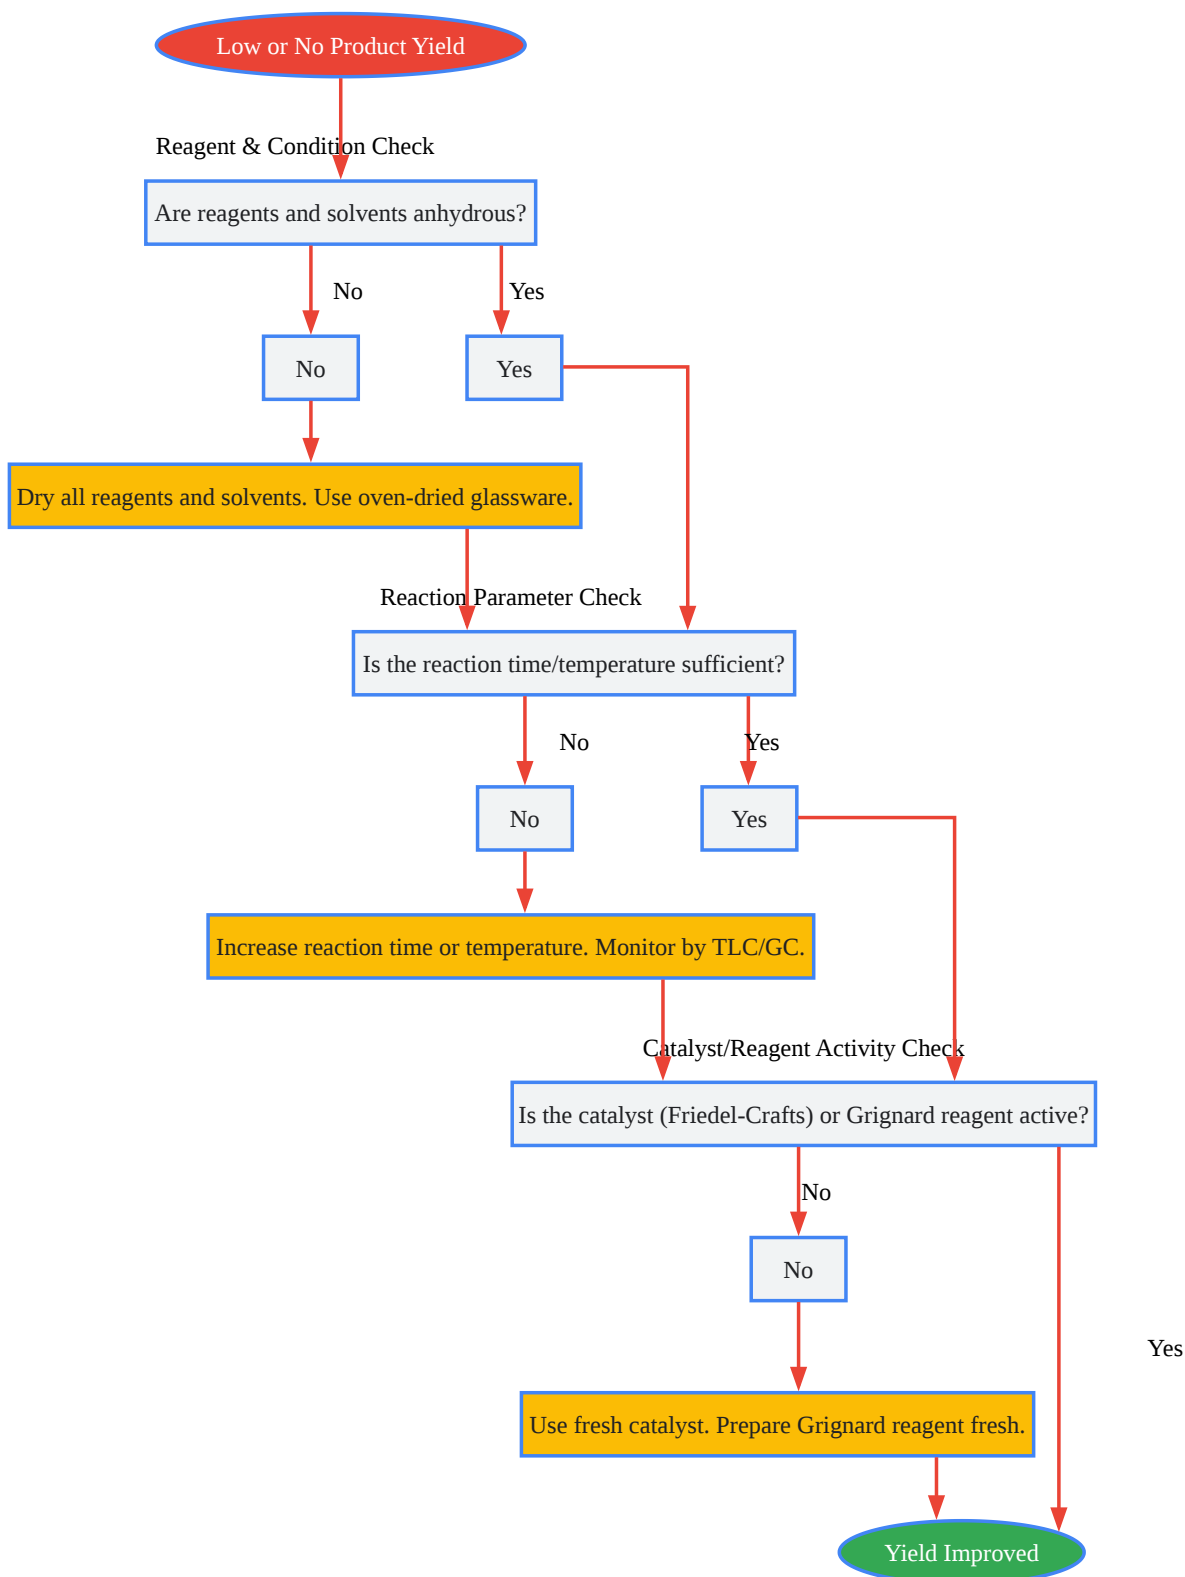 Low or No Product Yield
Reagent & Condition Check
Are reagents and solvents anhydrous?
No
Yes
No
Yes
Dry all reagents and solvents. Use oven-dried glassware.
Reaction Parameter Check
Is the reaction time/temperature sufficient?
No
Yes
No
Yes
Increase reaction time or temperature. Monitor by TLC/GC.
Catalyst/Reagent Activity Check
Is the catalyst (Friedel-Crafts) or Grignard reagent active?
No
No
Yes
Use fresh catalyst. Prepare Grignard reagent fresh.
Yield Improved